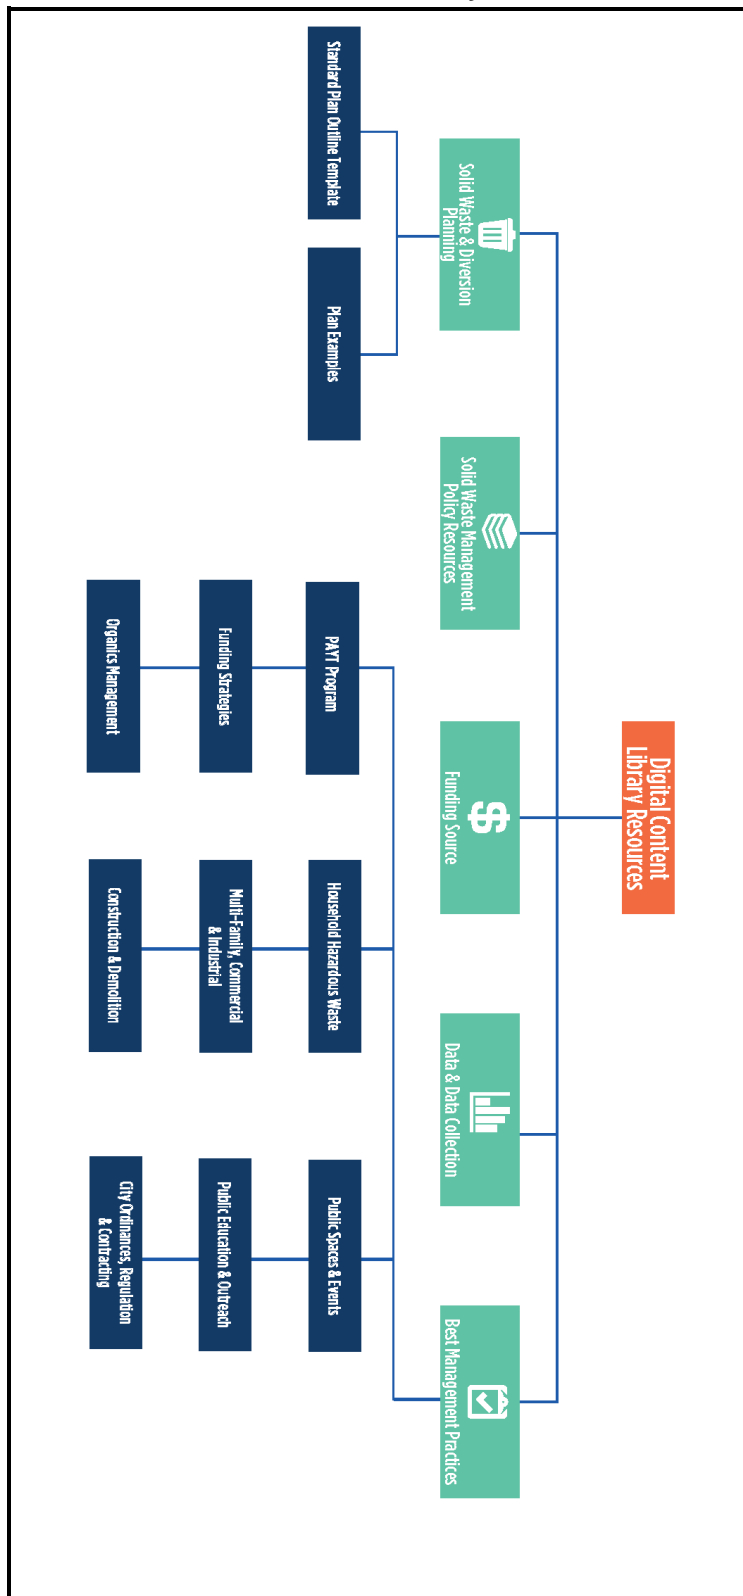 Digital Content
Library Resources
Solid Waste & Diversion
Planning
Solid Waste Management
Policy Resources
Funding Source
Data & Data Collection
Best Management Practices
Standard Plan Outline Template
Plan Examples
PAYT Program
Household Hazardous Waste
Public Spaces & Events
Funding Strategies
Multi-Family, Commercial
& Industrial
Public Education & Outreach
Organics Management
Construction & Demolition
City Ordinances, Regulation
& Contracting